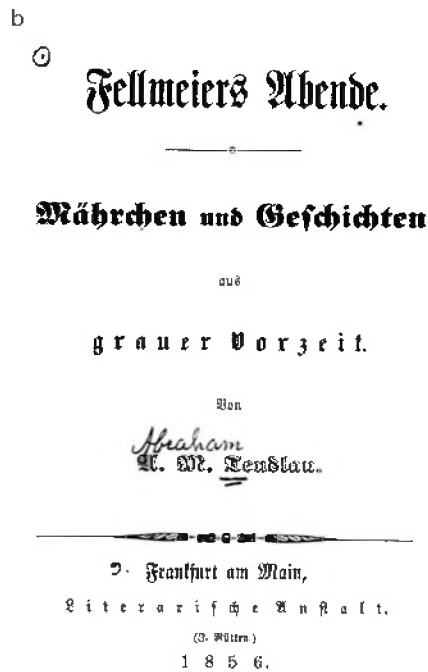 b
Fellmeiers Abende.
Mährchen und Geſchichten
aus
grauer Vorzeit.
Von
Abraham
A. M. Tendlau.
Frankfurt am Main,
Literariſche Anſtalt.
(J. Rütten.)
1856.